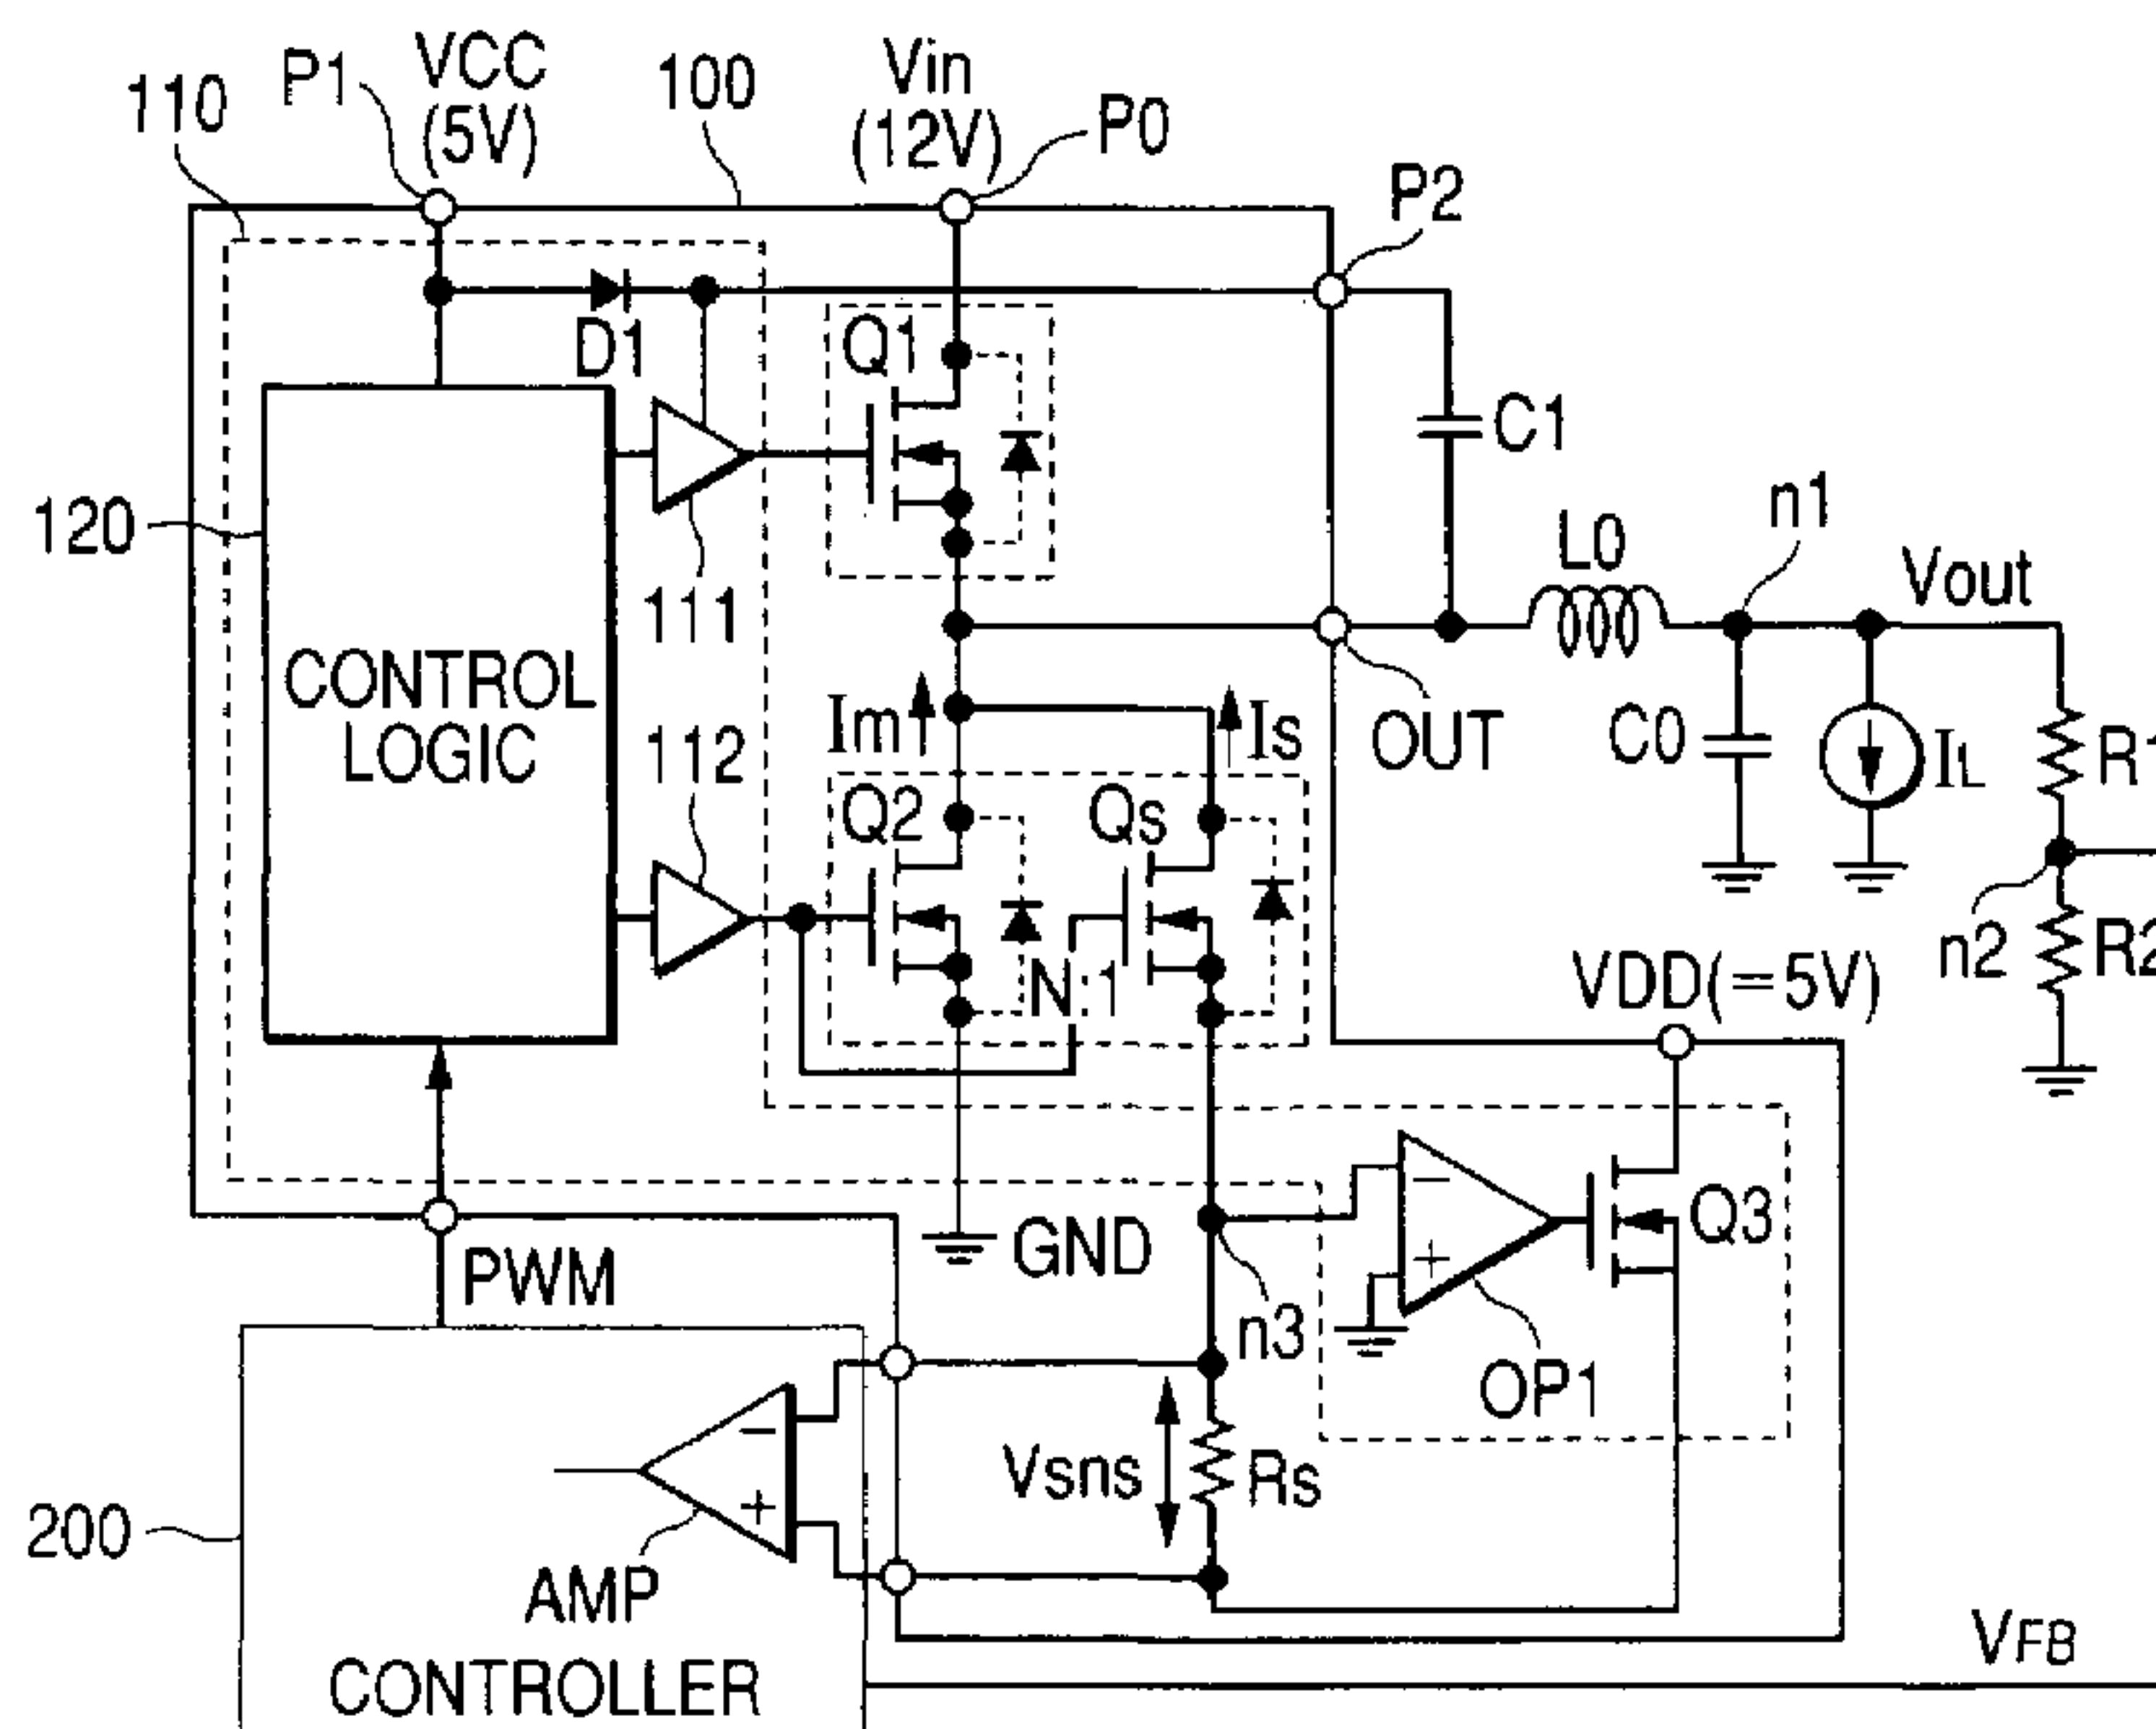 VCC
(5V)
P1
110
100
Vin
(12V)
P0
P2
D1
Q1
C1
120
111
L0
n1
Vout
CONTROL
LOGIC
112
Im
Is
OUT
C0
IL
R1
Q2
Qs
N:1
n2
R2
VDD(=5V)
Q3
GND
PWM
n3
−
+
OP1
−
+
Vsns
Rs
200
AMP
CONTROLLER
VFB